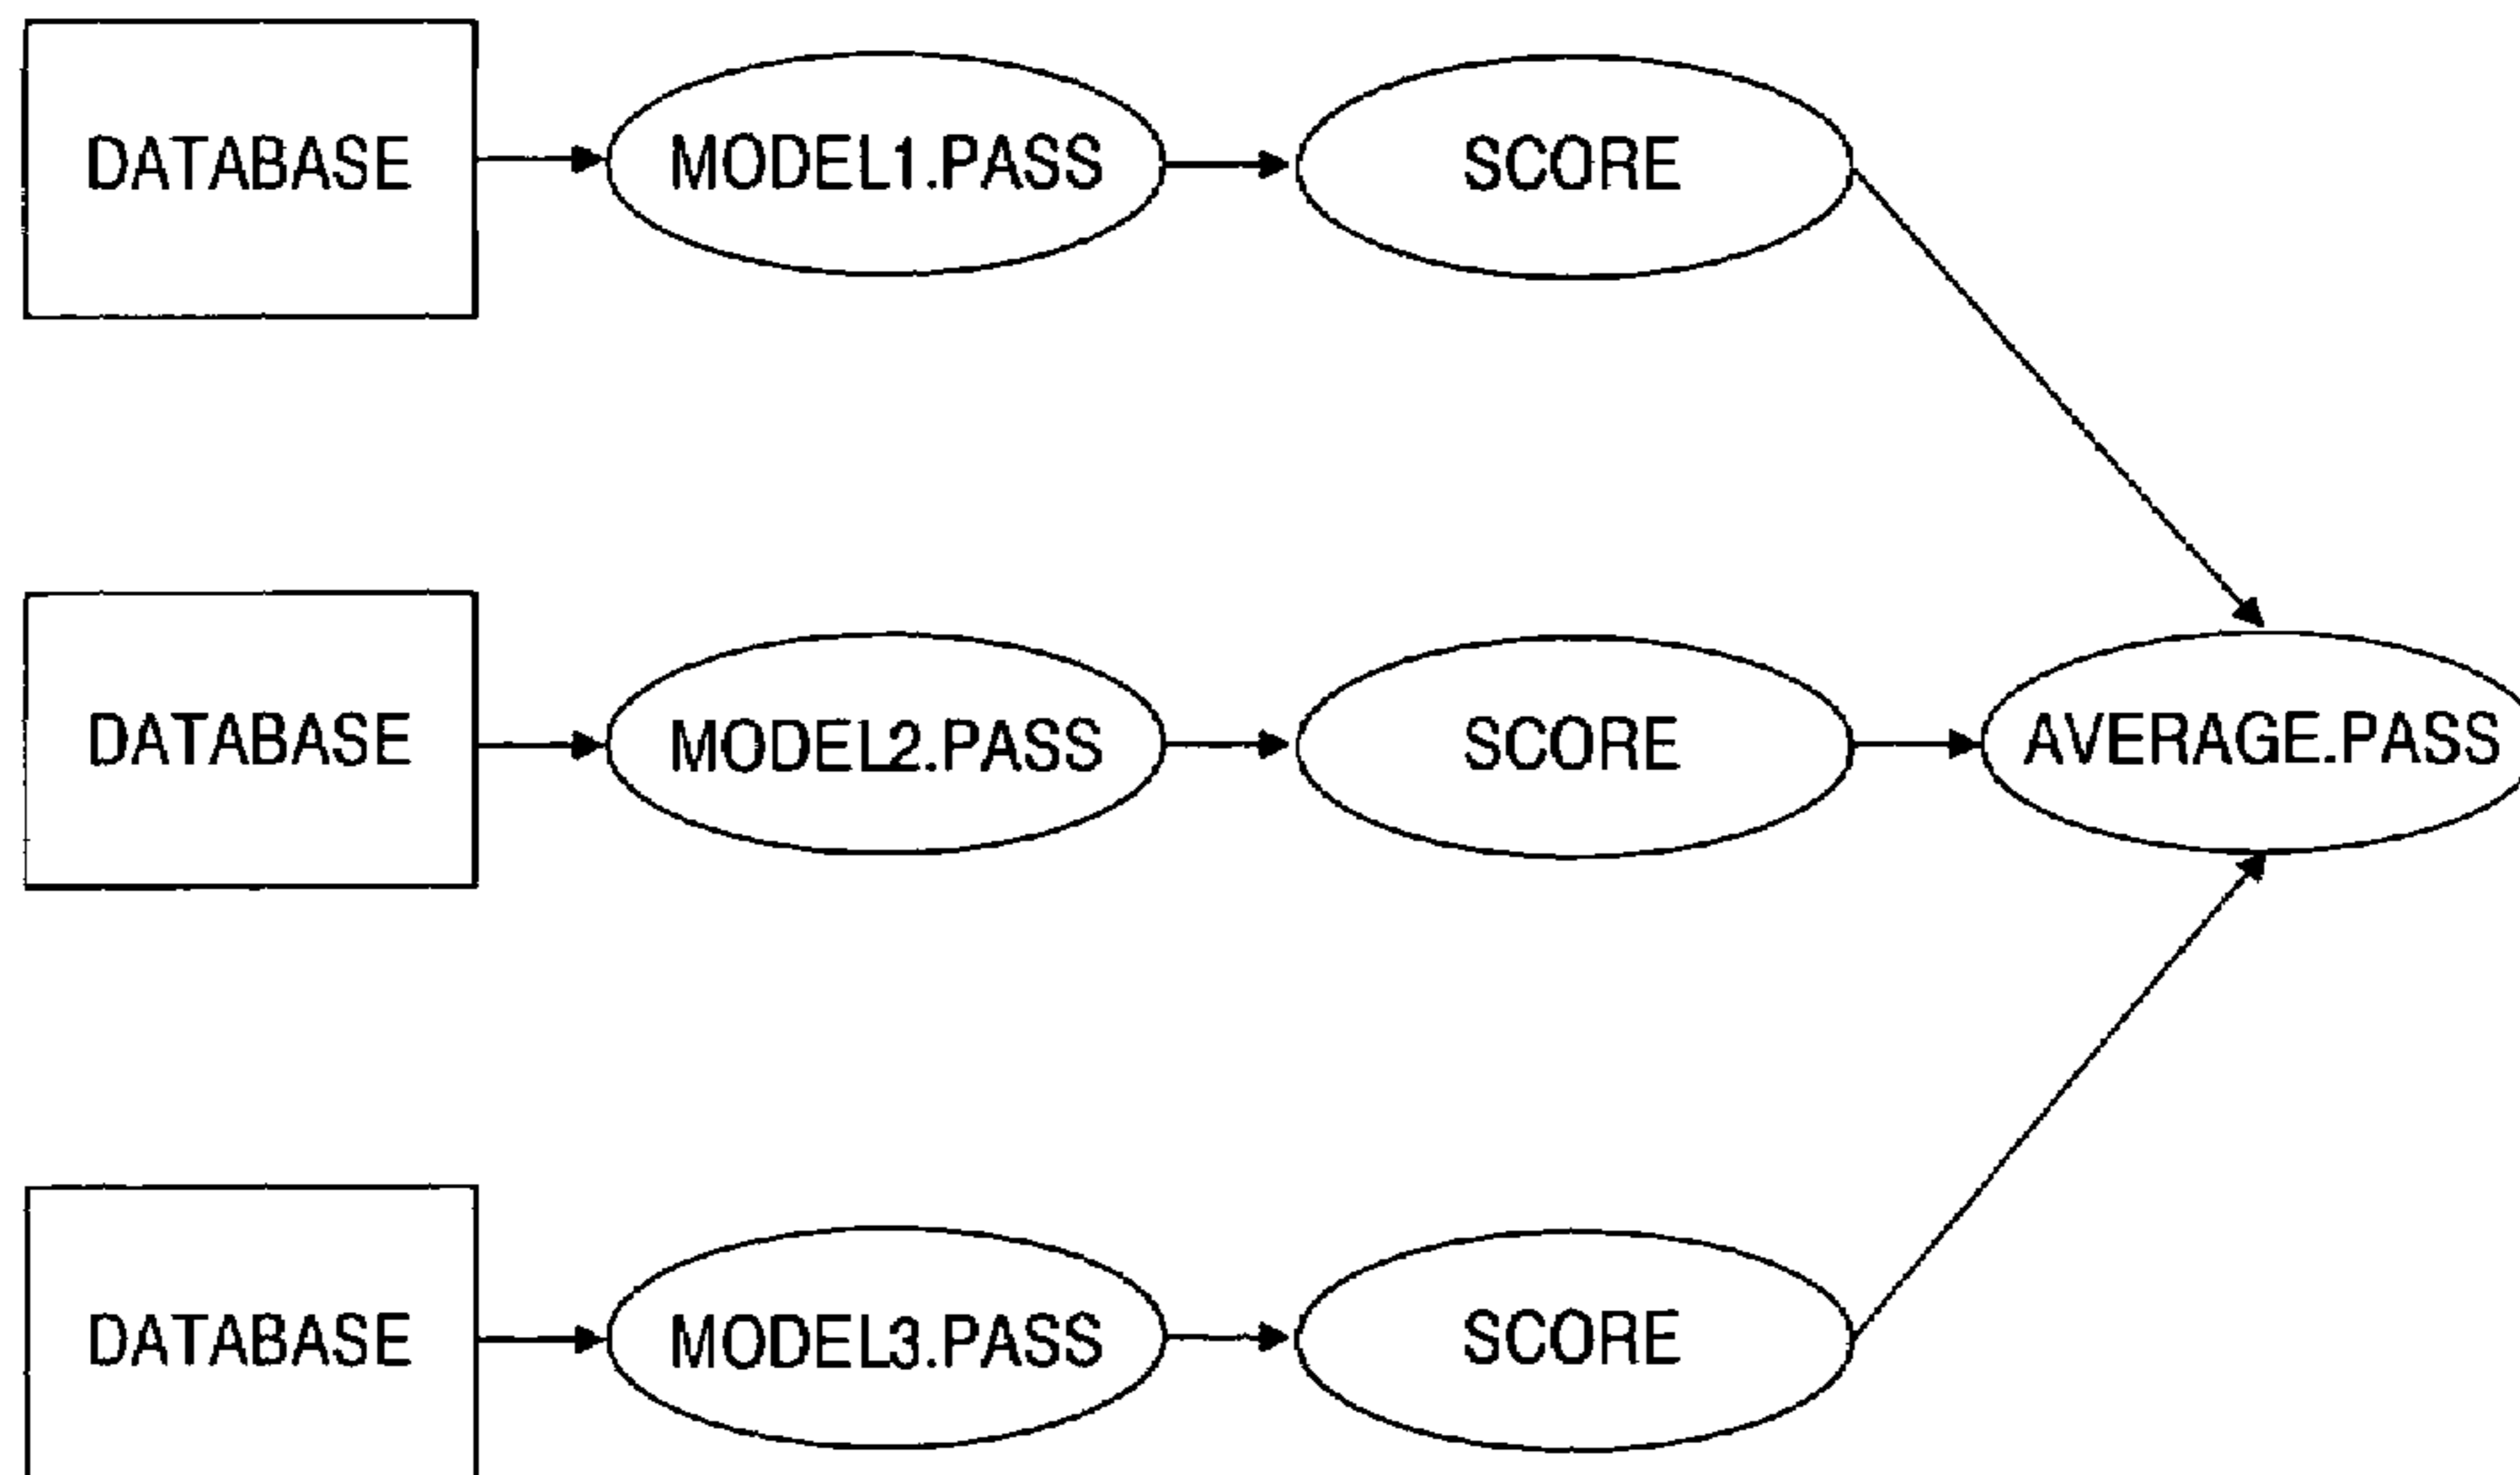 DATABASE
MODEL1.PASS
SCORE
DATABASE
MODEL2.PASS
SCORE
AVERAGE.PASS
DATABASE
MODEL3.PASS
SCORE